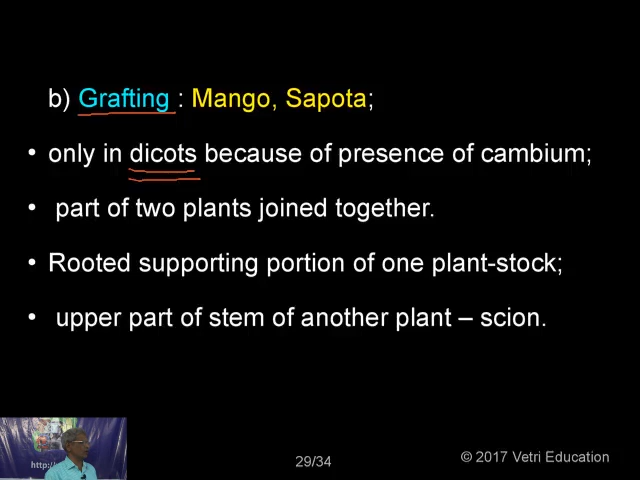 b) Grafting : Mango, Sapota;
• only in dicots because of presence of cambium;
• part of two plants joined together.
• Rooted supporting portion of one plant-stock;
• upper part of stem of another plant – scion.
http://
29/34
© 2017 Vetri Education